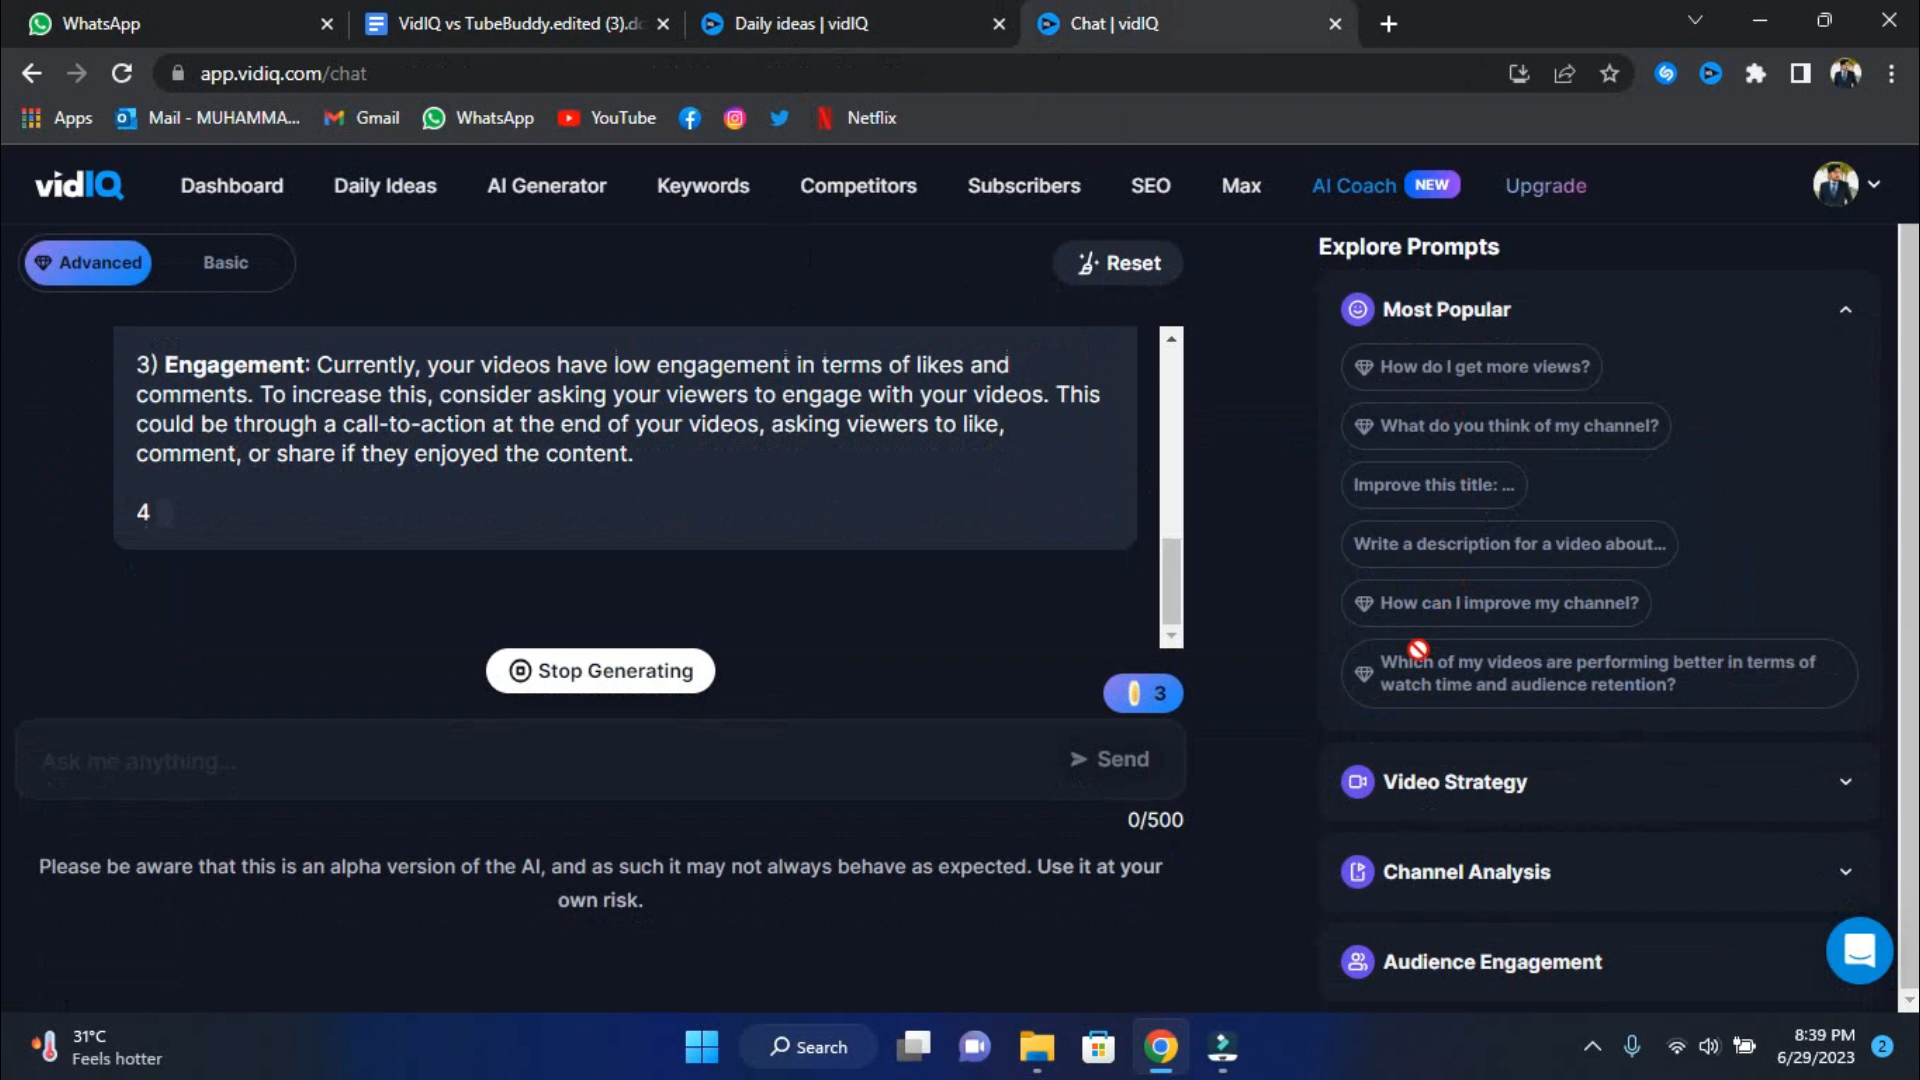 WhatsApp
VidIQ vs TubeBuddy.edited (3).dc
Daily ideas | vidIQ
Chat | vidIQ
app.vidiq.com/chat
Apps
Mail - MUHAMMA...
Gmail
WhatsApp
YouTube
Netflix
vidIQ
Dashboard
Daily Ideas
AI Generator
Keywords
Competitors
Subscribers
SEO
Max
AI Coach NEW
Upgrade
Advanced
Basic
Reset
3) Engagement: Currently, your videos have low engagement in terms of likes and
comments. To increase this, consider asking your viewers to engage with your videos. This
could be through a call-to-action at the end of your videos, asking viewers to like,
comment, or share if they enjoyed the content.
4
Stop Generating
3
Ask me anything...
Send
0/500
Please be aware that this is an alpha version of the AI, and as such it may not always behave as expected. Use it at your
own risk.
Explore Prompts
Most Popular
How do I get more views?
What do you think of my channel?
Improve this title: ...
Write a description for a video about...
How can I improve my channel?
Which of my videos are performing better in terms of
watch time and audience retention?
Video Strategy
Channel Analysis
Audience Engagement
31°C
Feels hotter
Search
8:39 PM
6/29/2023
2